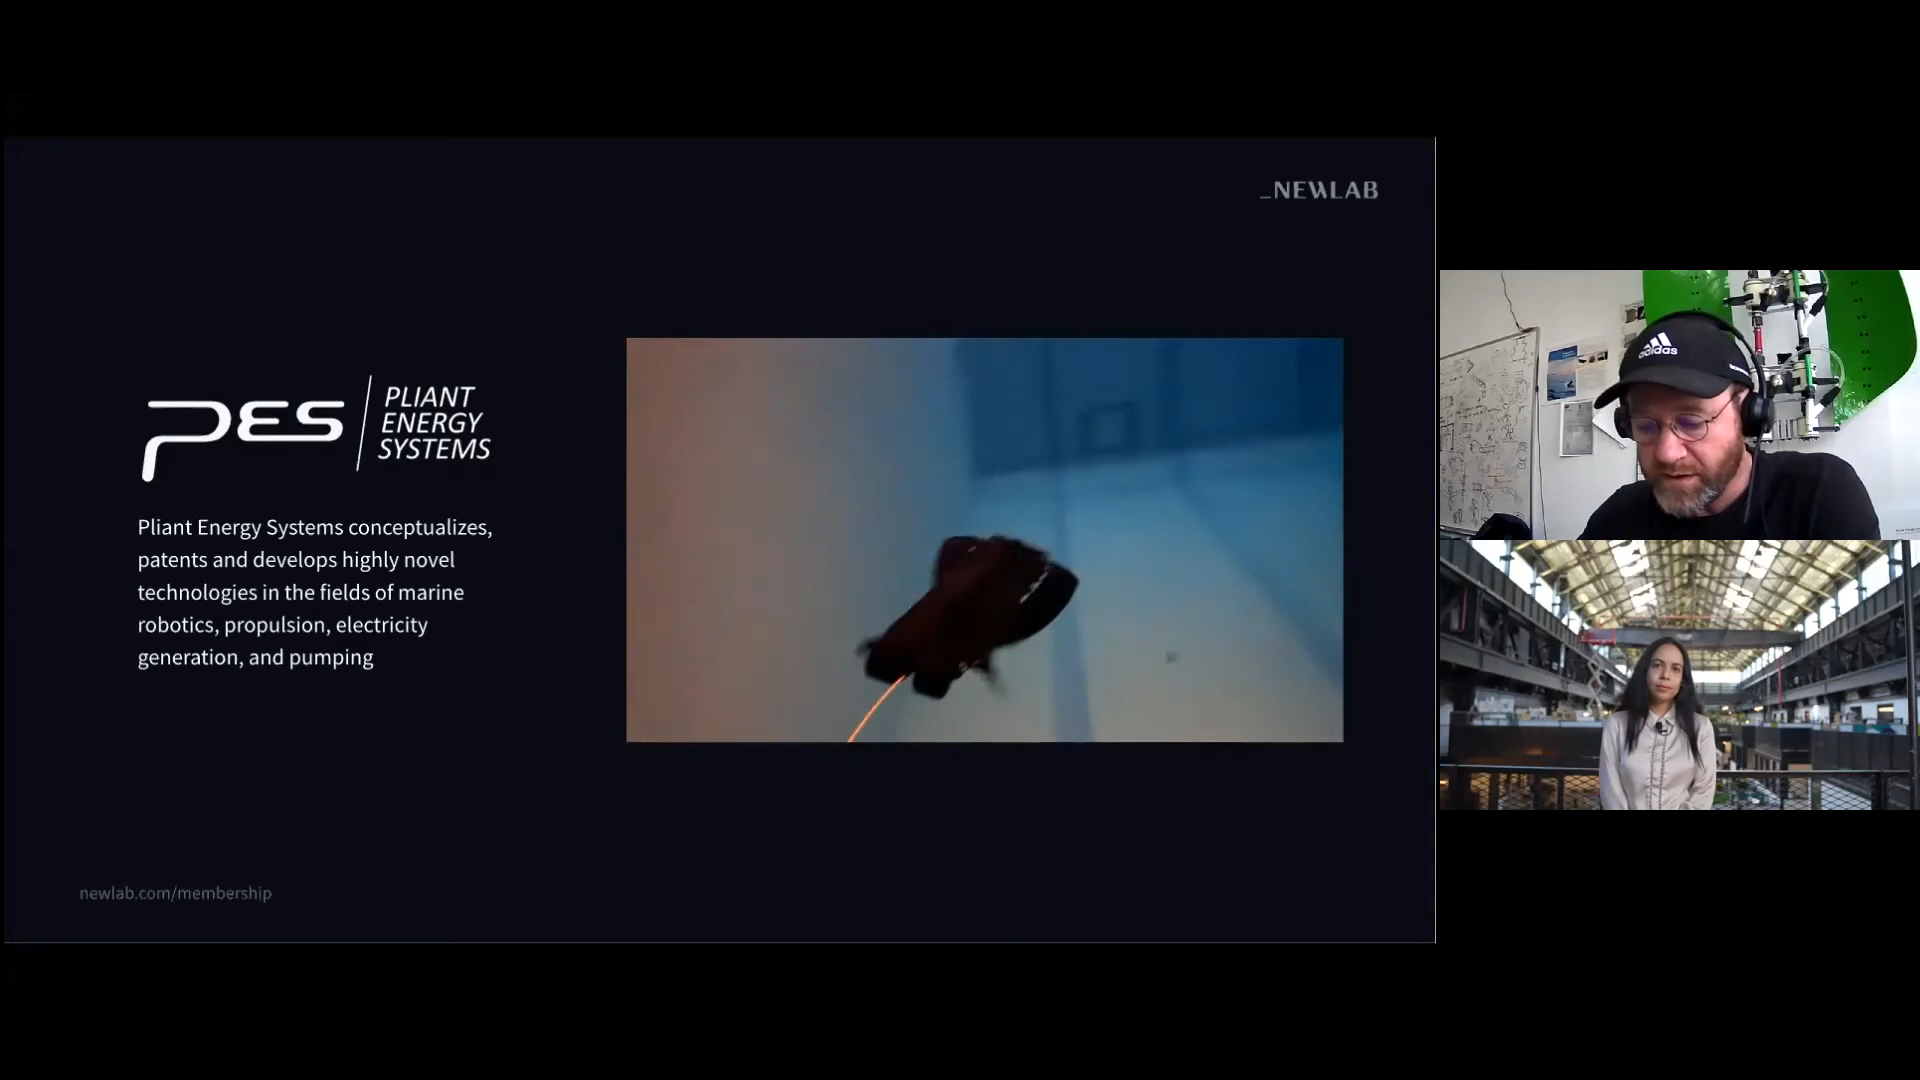 _NEWLAB
PES
PLIANT
ENERGY
SYSTEMS
Pliant Energy Systems conceptualizes,
patents and develops highly novel
technologies in the fields of marine
robotics, propulsion, electricity
generation, and pumping
newlab.com/membership
adidas